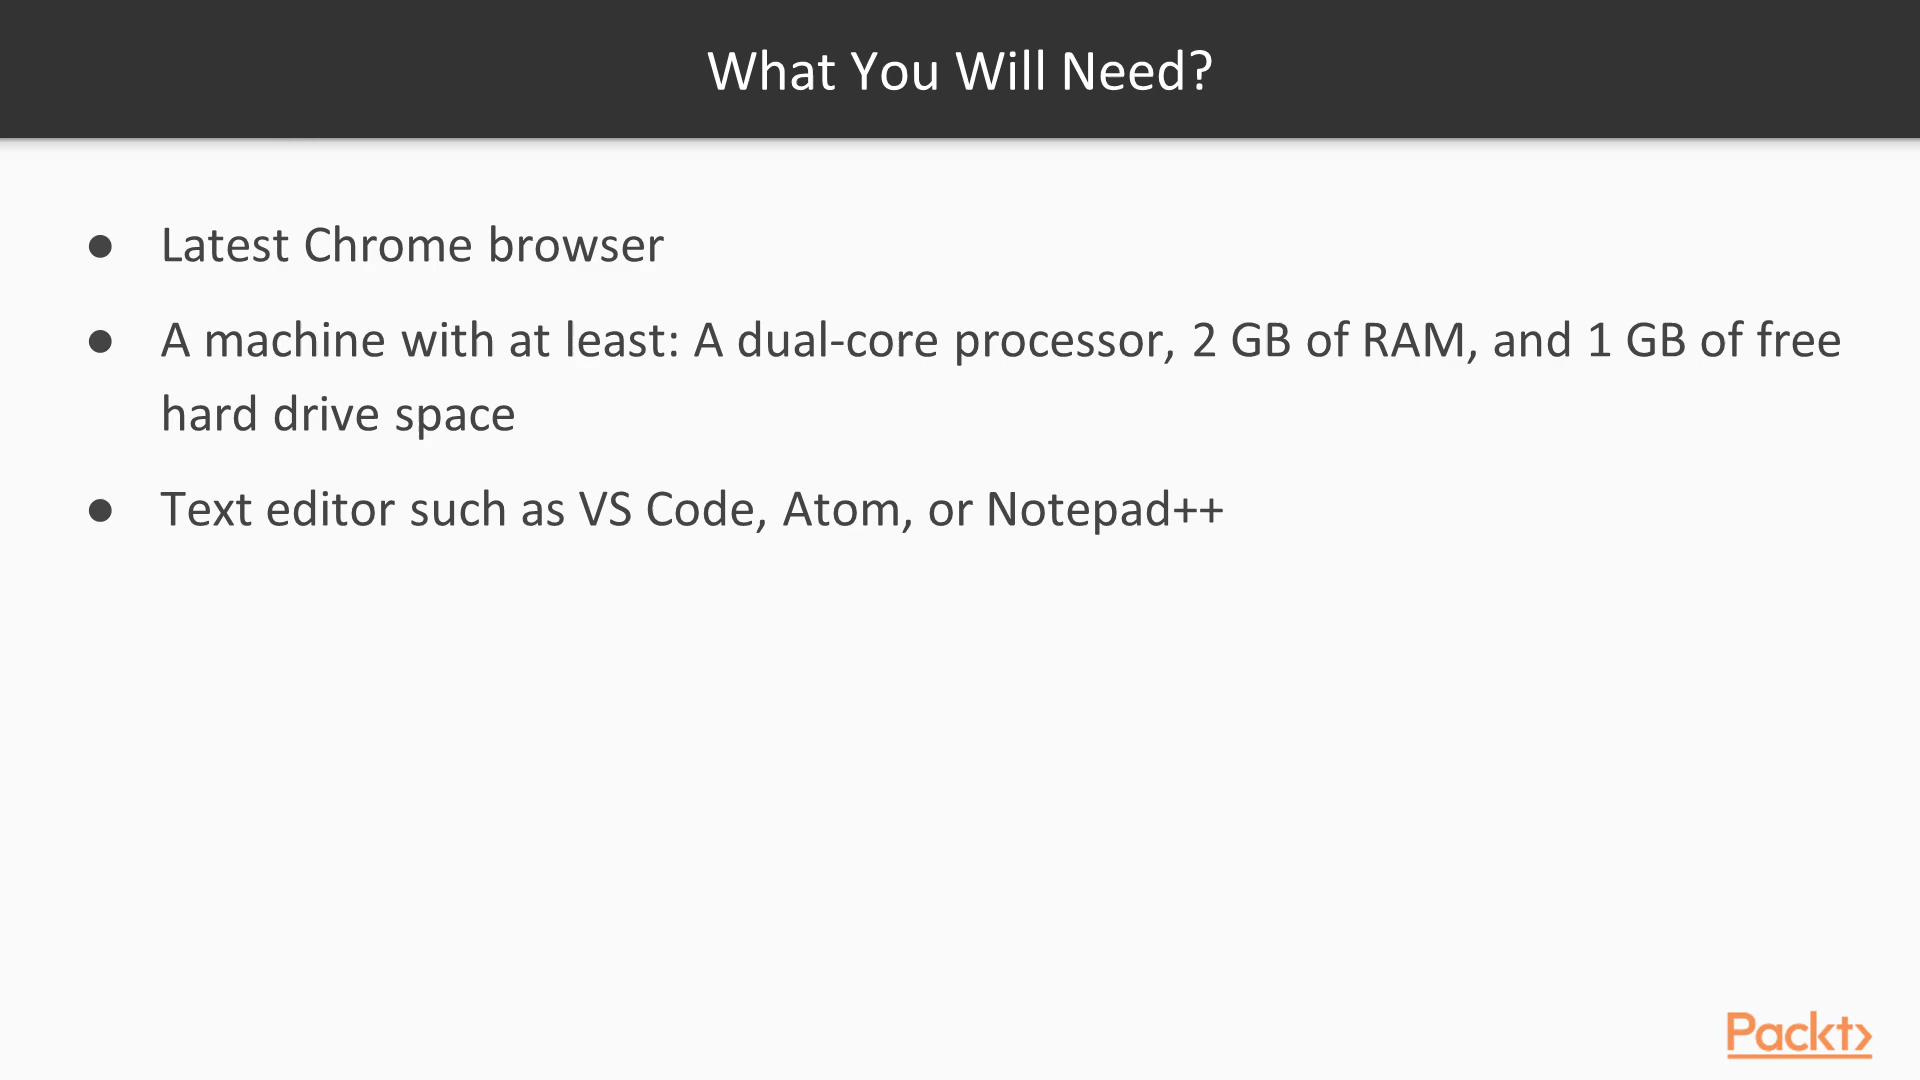 What You Will Need?
● Latest Chrome browser
● A machine with at least: A dual-core processor, 2 GB of RAM, and 1 GB of free
hard drive space
● Text editor such as VS Code, Atom, or Notepad++
Packt>